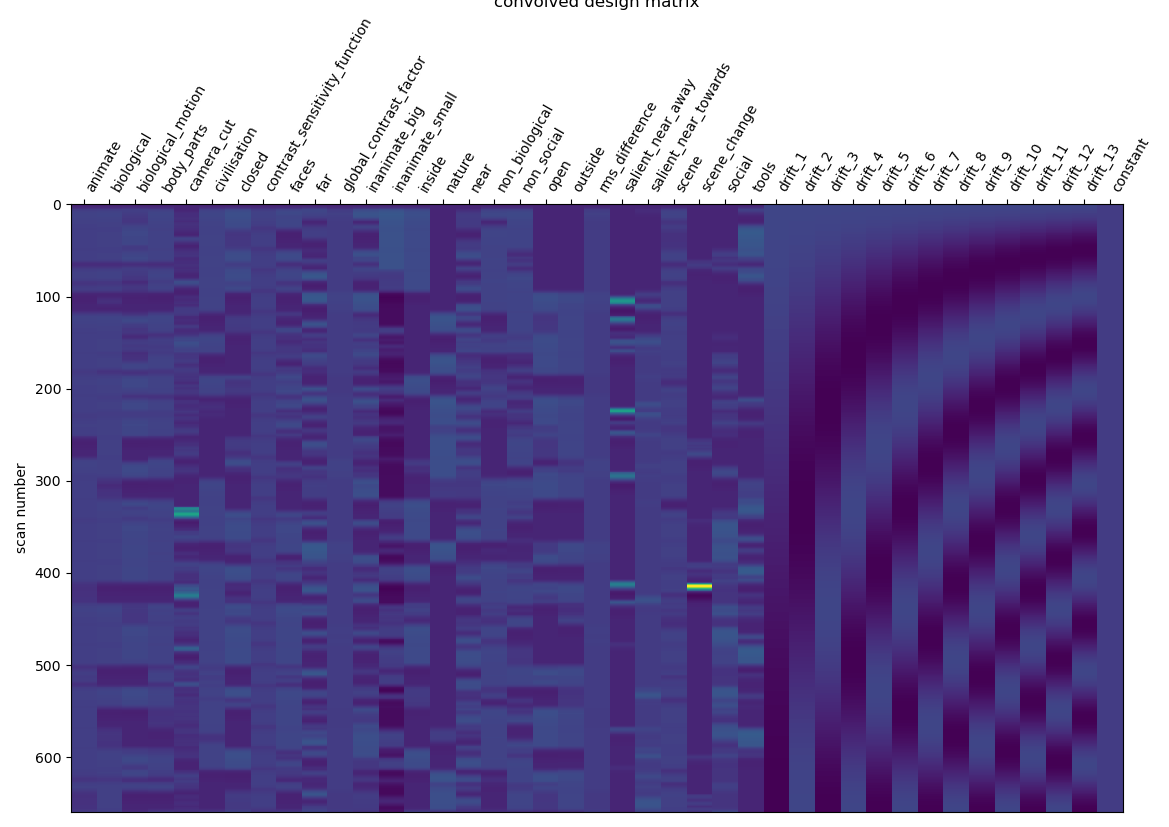 convolved design matrix
animate
biological
biological_motion
body_parts
camera_cut
civilisation
closed
contrast_sensitivity_function
faces
far
global_contrast_factor
inanimate_big
inanimate_small
inside
nature
near
non_biological
non_social
open
outside
rms_difference
salient_near_away
salient_near_towards
scene
scene_change
social
tools
drift_1
drift_2
drift_3
drift_4
drift_5
drift_6
drift_7
drift_8
drift_9
drift_10
drift_11
drift_12
drift_13
constant
0
100
200
300
400
500
600
scan number